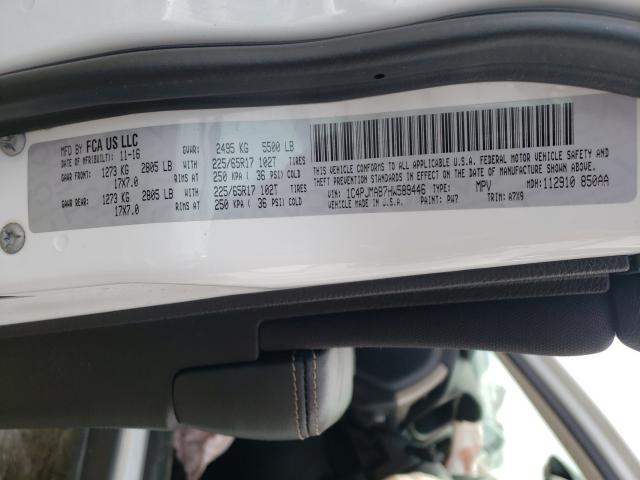 MFD BY FCA US LLC
DATE OF MFR/BUILT: 11-16 GVWR: 2495 KG 5500 LB
GAWR FRONT: 1273 KG 2805 LB 225/65R17 102T TIRES
17X7.0 RIMS AT 250 KPA ( 36 PSI) COLD
GAWR REAR: 1273 KG 2805 LB 225/65R17 102T TIRES
17X7.0 RIMS AT 250 KPA ( 36 PSI) COLD
THIS VEHICLE CONFORMS TO ALL APPLICABLE U.S.A. FEDERAL MOTOR VEHICLE SAFETY, BUMPER, AND
THEFT PREVENTION STANDARDS IN EFFECT ON THE DATE OF MANUFACTURE SHOWN ABOVE.
VIN: 1C4PJMAB7HW589446 TYPE: MPV MDH: 112910 850AA
VEHICLE MADE IN U.S.A. PAINT: PW7 TRIM: A7X9